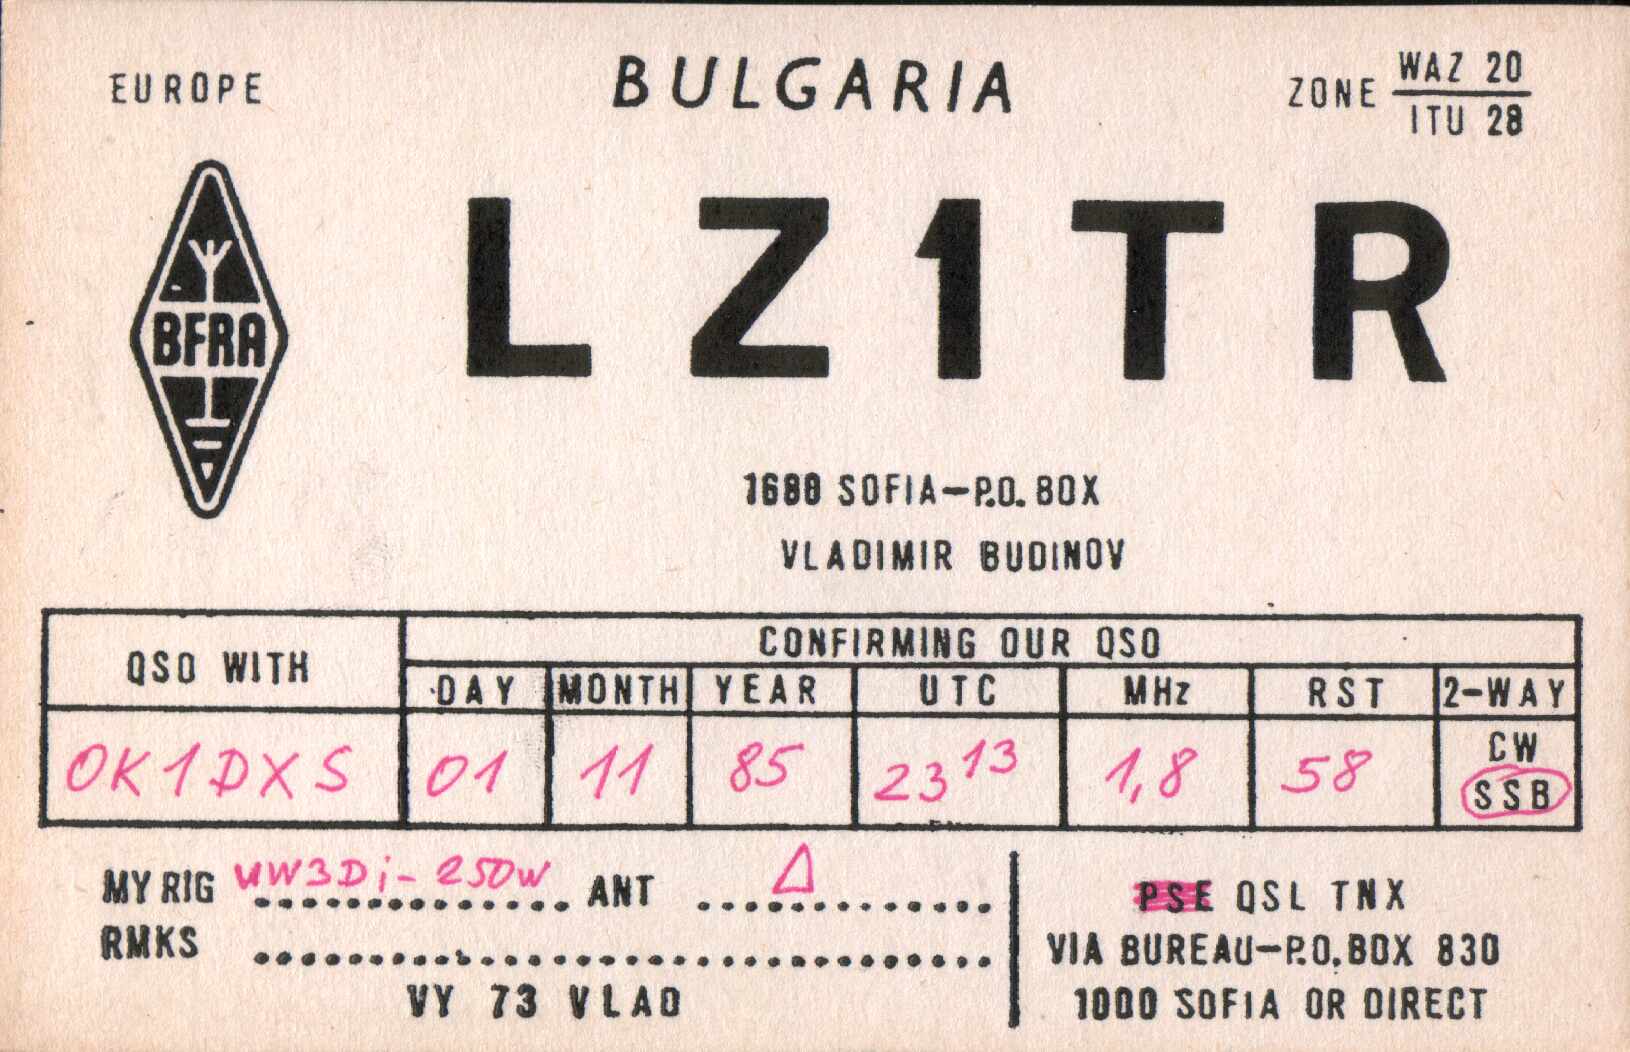 EUROPE
BULGARIA
ZONE WAZ 20
ITU 28
LZ1TR
BFRA
1680 SOFIA-P.O. BOX
VLADIMIR BUDINOV
QSO WITH
CONFIRMING OUR QSO
DAY MONTH YEAR UTC MHz RST 2-WAY
OK1DXS 01 11 85 23 13 1,8 58 CW
SSB
MY RIG UW3Di-250W ANT Δ
RMKS
VY 73 VLAD
PSE QSL TNX
VIA BUREAU-P.O. BOX 830
1000 SOFIA OR DIRECT